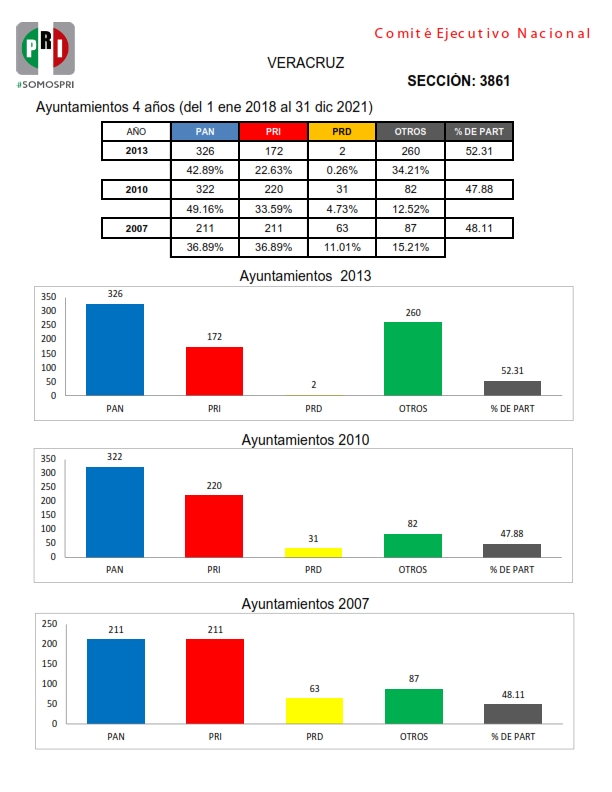 Comité Ejecutivo Nacional
PRI
#SOMOSPRI
VERACRUZ
SECCIÓN: 3861
Ayuntamientos 4 años (del 1 ene 2018 al 31 dic 2021)
AÑO PAN PRI PRD OTROS % DE PART
2013 326 172 2 260 52.31
42.89% 22.63% 0.26% 34.21%
2010 322 220 31 82 47.88
49.16% 33.59% 4.73% 12.52%
2007 211 211 63 87 48.11
36.89% 36.89% 11.01% 15.21%
Ayuntamientos 2013
350
300
250
200
150
100
50
0
326
172
2
260
52.31
PAN PRI PRD OTROS % DE PART
Ayuntamientos 2010
350
300
250
200
150
100
50
0
322
220
31
82
47.88
PAN PRI PRD OTROS % DE PART
Ayuntamientos 2007
250
200
150
100
50
0
211
211
63
87
48.11
PAN PRI PRD OTROS % DE PART